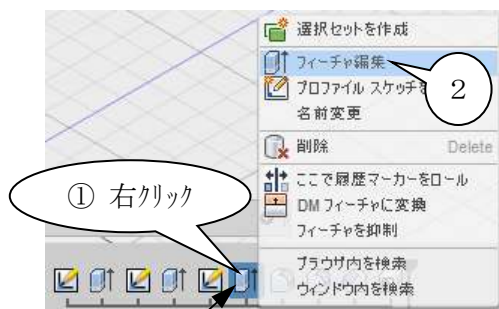 選択セットを作成
フィーチャ編集
プロファイル スケッチを
2
名前変更
削除 Delete
① 右クリック
ここで履歴マーカーをロール
DM フィーチャに変換
フィーチャを抑制
ブラウザ内を検索
ウィンドウ内を検索